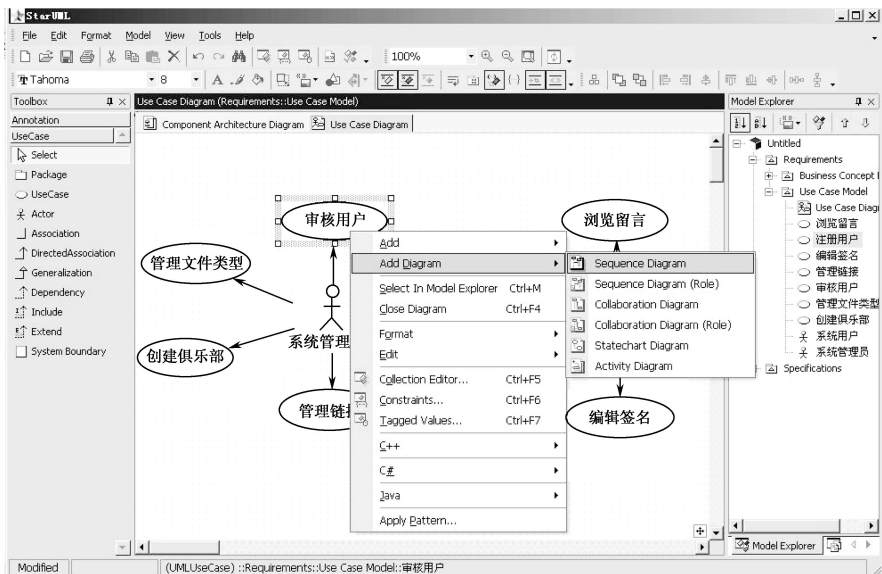 StarUML
File Edit Format Model View Tools Help
100%
Tahoma 8
Toolbox
Annotation
UseCase
Select
Package
UseCase
Actor
Association
DirectedAssociation
Generalization
Dependency
Include
Extend
System Boundary
Use Case Diagram (Requirements::Use Case Model)
Component Architecture Diagram Use Case Diagram
审核用户
管理文件类型
创建俱乐部
系统管理
管理链
浏览留言
编辑签名
Add
Add Diagram
Select In Model Explorer Ctrl+M
Close Diagram Ctrl+F4
Format
Edit
Collection Editor... Ctrl+F5
Constraints... Ctrl+F6
Tagged Values... Ctrl+F7
C++
C#
Java
Apply Pattern...
Sequence Diagram
Sequence Diagram (Role)
Collaboration Diagram
Collaboration Diagram (Role)
Statechart Diagram
Activity Diagram
Model Explorer
Untitled
Requirements
Business Concept
Use Case Model
Use Case Diagr
浏览留言
注册用户
编辑签名
管理链接
审核用户
管理文件类型
创建俱乐部
系统用户
系统管理员
Specifications
Model Explorer
Modified (UMLUseCase) ::Requirements::Use Case Model::审核用户